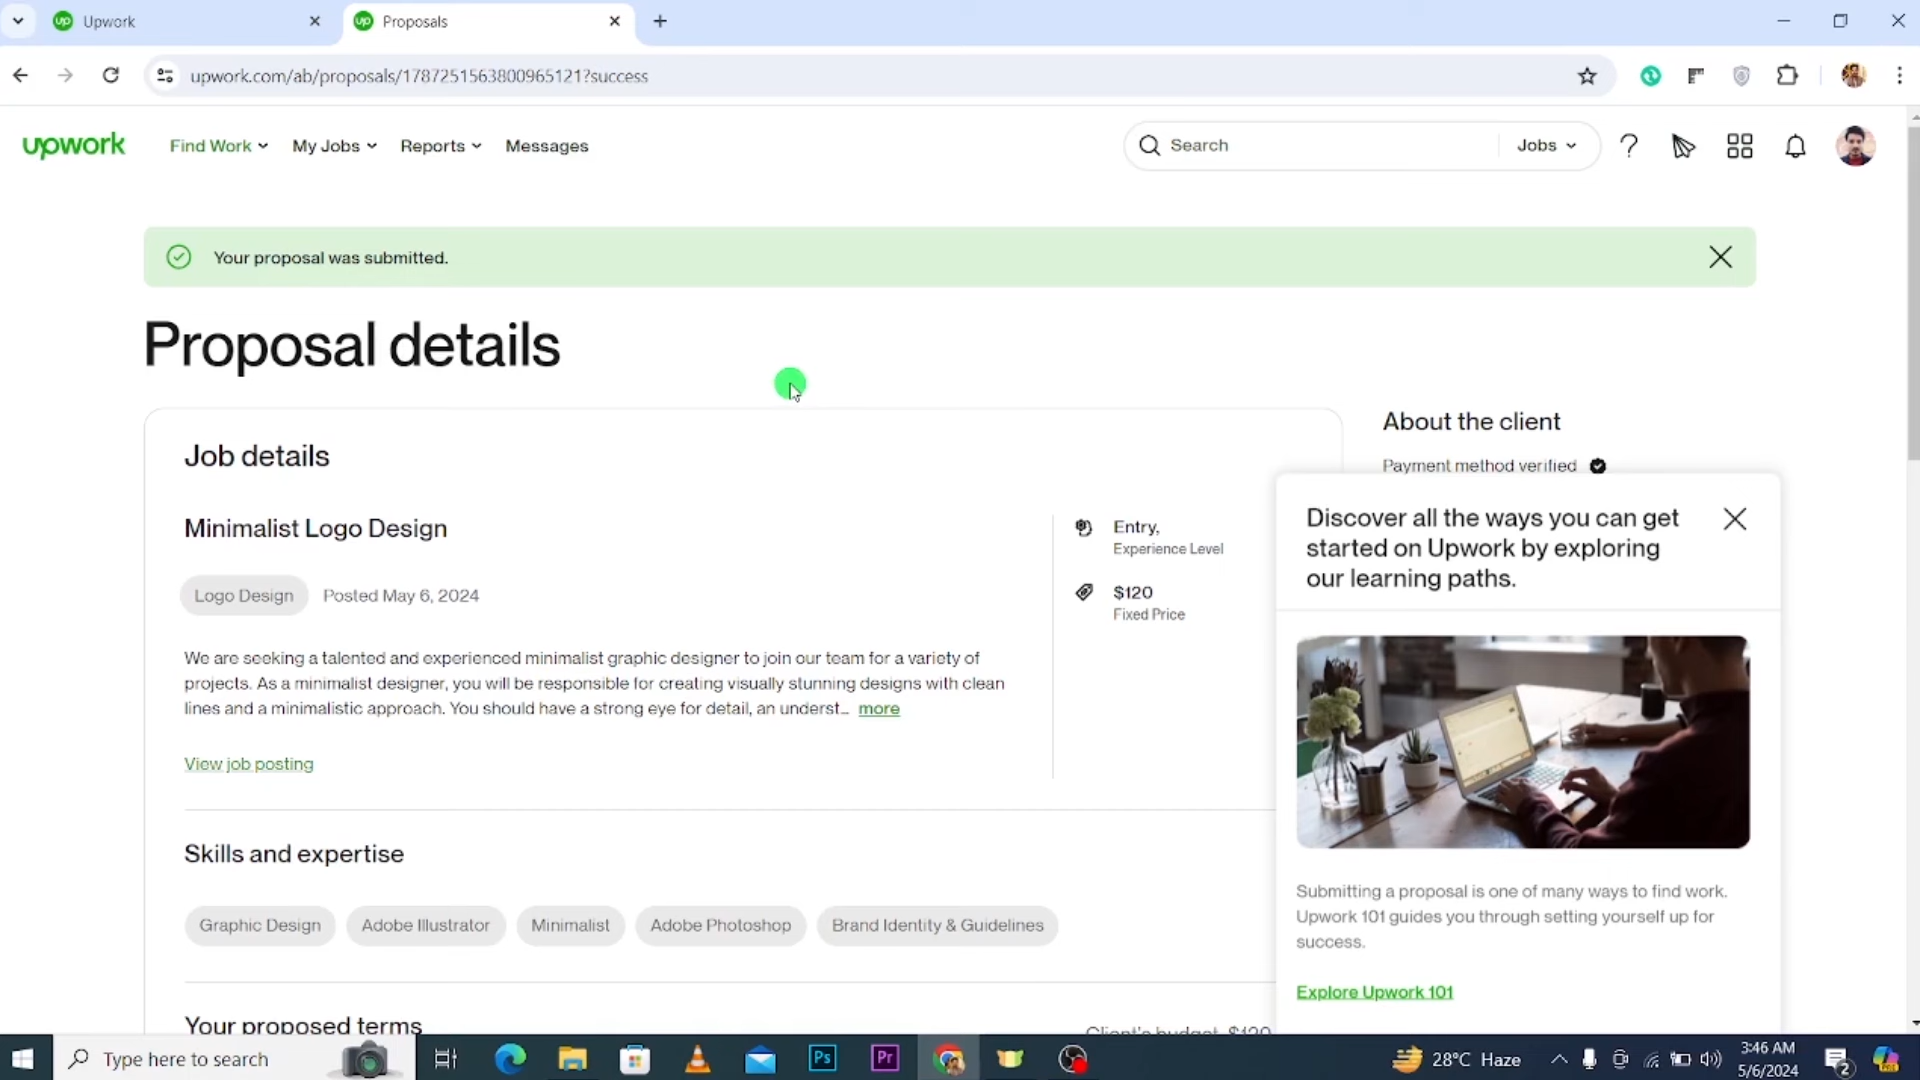 Upwork
Proposals
upwork.com/ab/proposals/1787251563800965121?success
upwork
Find Work
My Jobs
Reports
Messages
Search
Jobs
Your proposal was submitted.
Proposal details
Job details
Minimalist Logo Design
Logo Design
Posted May 6, 2024
We are seeking a talented and experienced minimalist graphic designer to join our team for a variety of
projects. As a minimalist designer, you will be responsible for creating visually stunning designs with clean
lines and a minimalistic approach. You should have a strong eye for detail, an underst... more
View job posting
Entry,
Experience Level
$120
Fixed Price
Skills and expertise
Graphic Design
Adobe Illustrator
Minimalist
Adobe Photoshop
Brand Identity & Guidelines
Your proposed terms
Client's budget $120
About the client
Payment method verified
Discover all the ways you can get
started on Upwork by exploring
our learning paths.
Submitting a proposal is one of many ways to find work.
Upwork 101 guides you through setting yourself up for
success.
Explore Upwork 101
Type here to search
Ps
Pr
28°C Haze
3:46 AM
5/6/2024
2